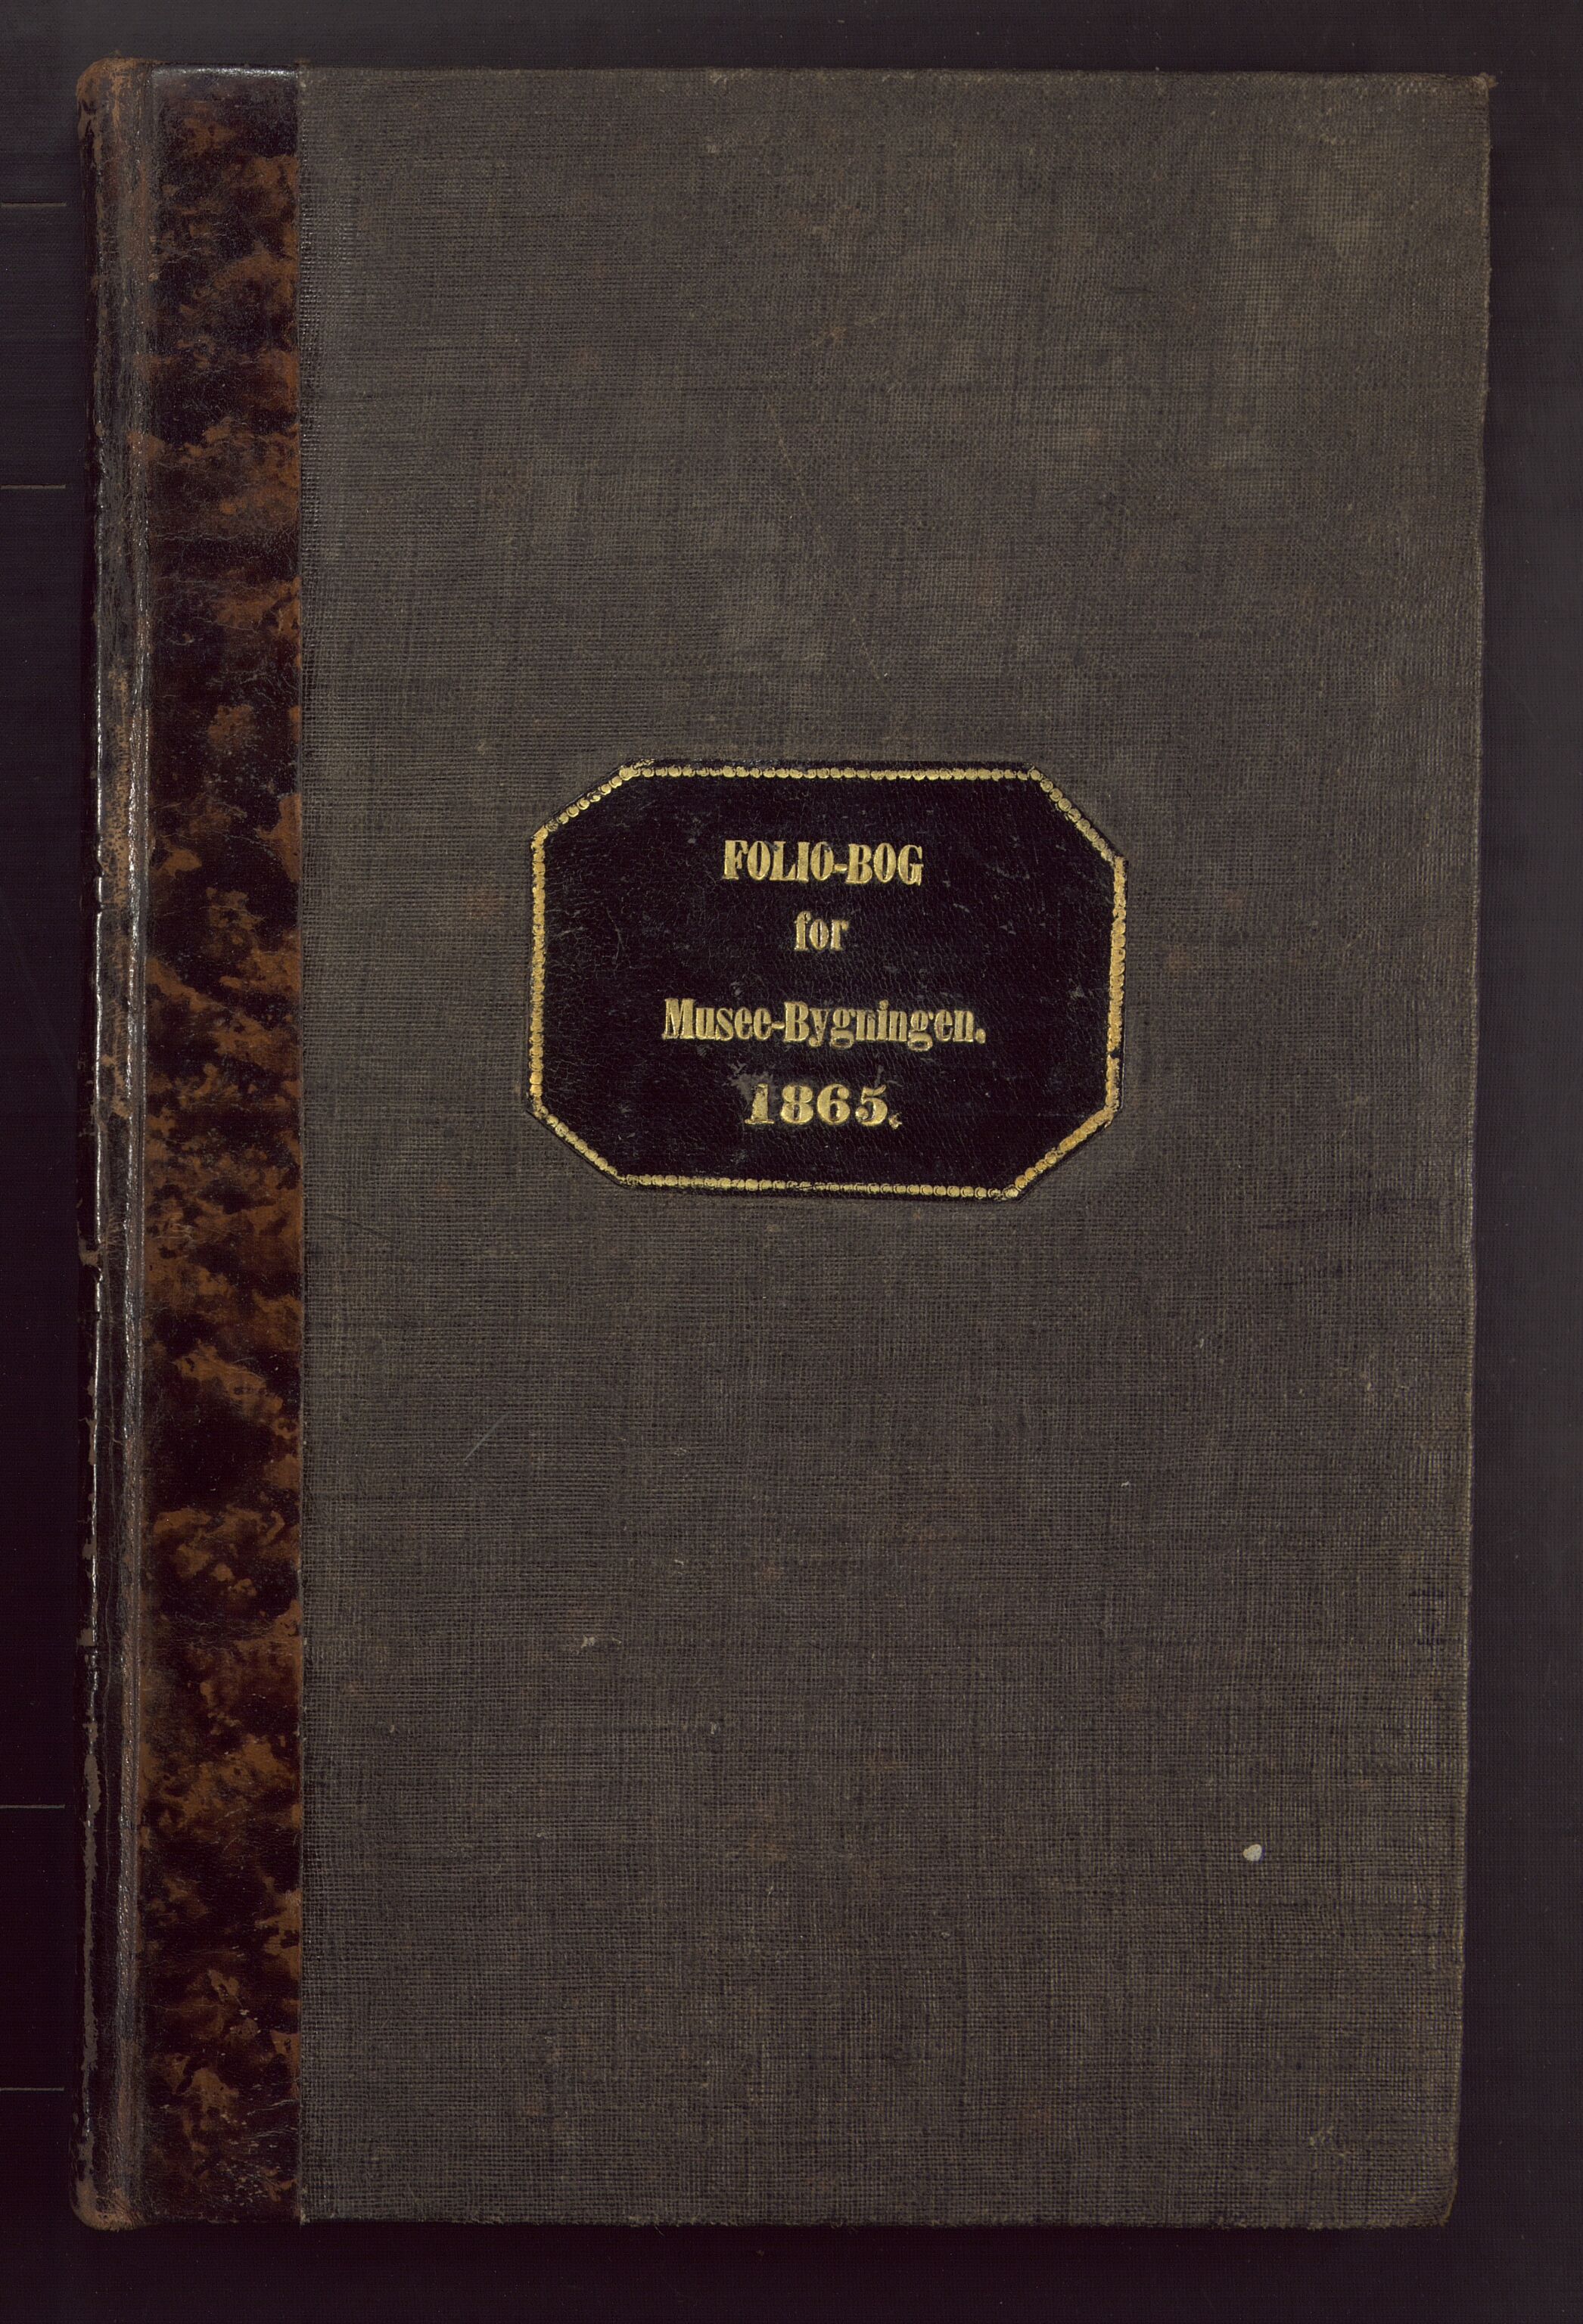 FOLIO-BOG
for
Musee-Bygningen.
1865.